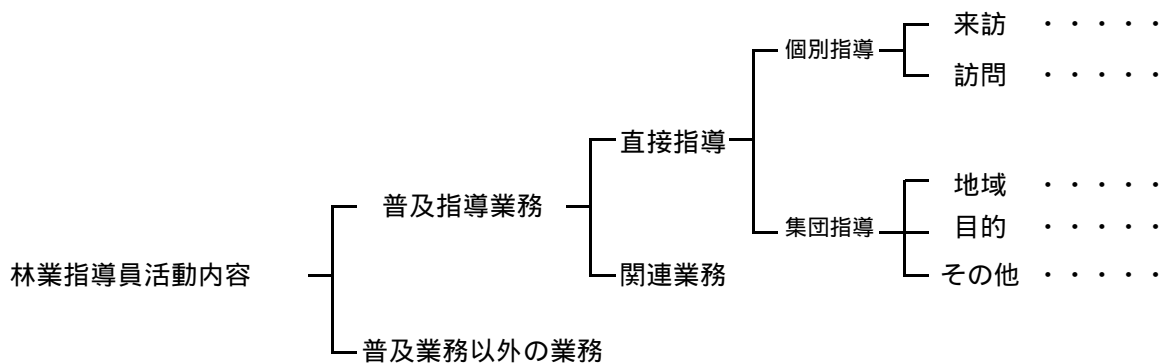 来訪 ・・・・・
個別指導
訪問 ・・・・・
直接指導
地域 ・・・・・
普及指導業務
集団指導
目的 ・・・・・
林業指導員活動内容
関連業務
その他 ・・・・・
普及業務以外の業務